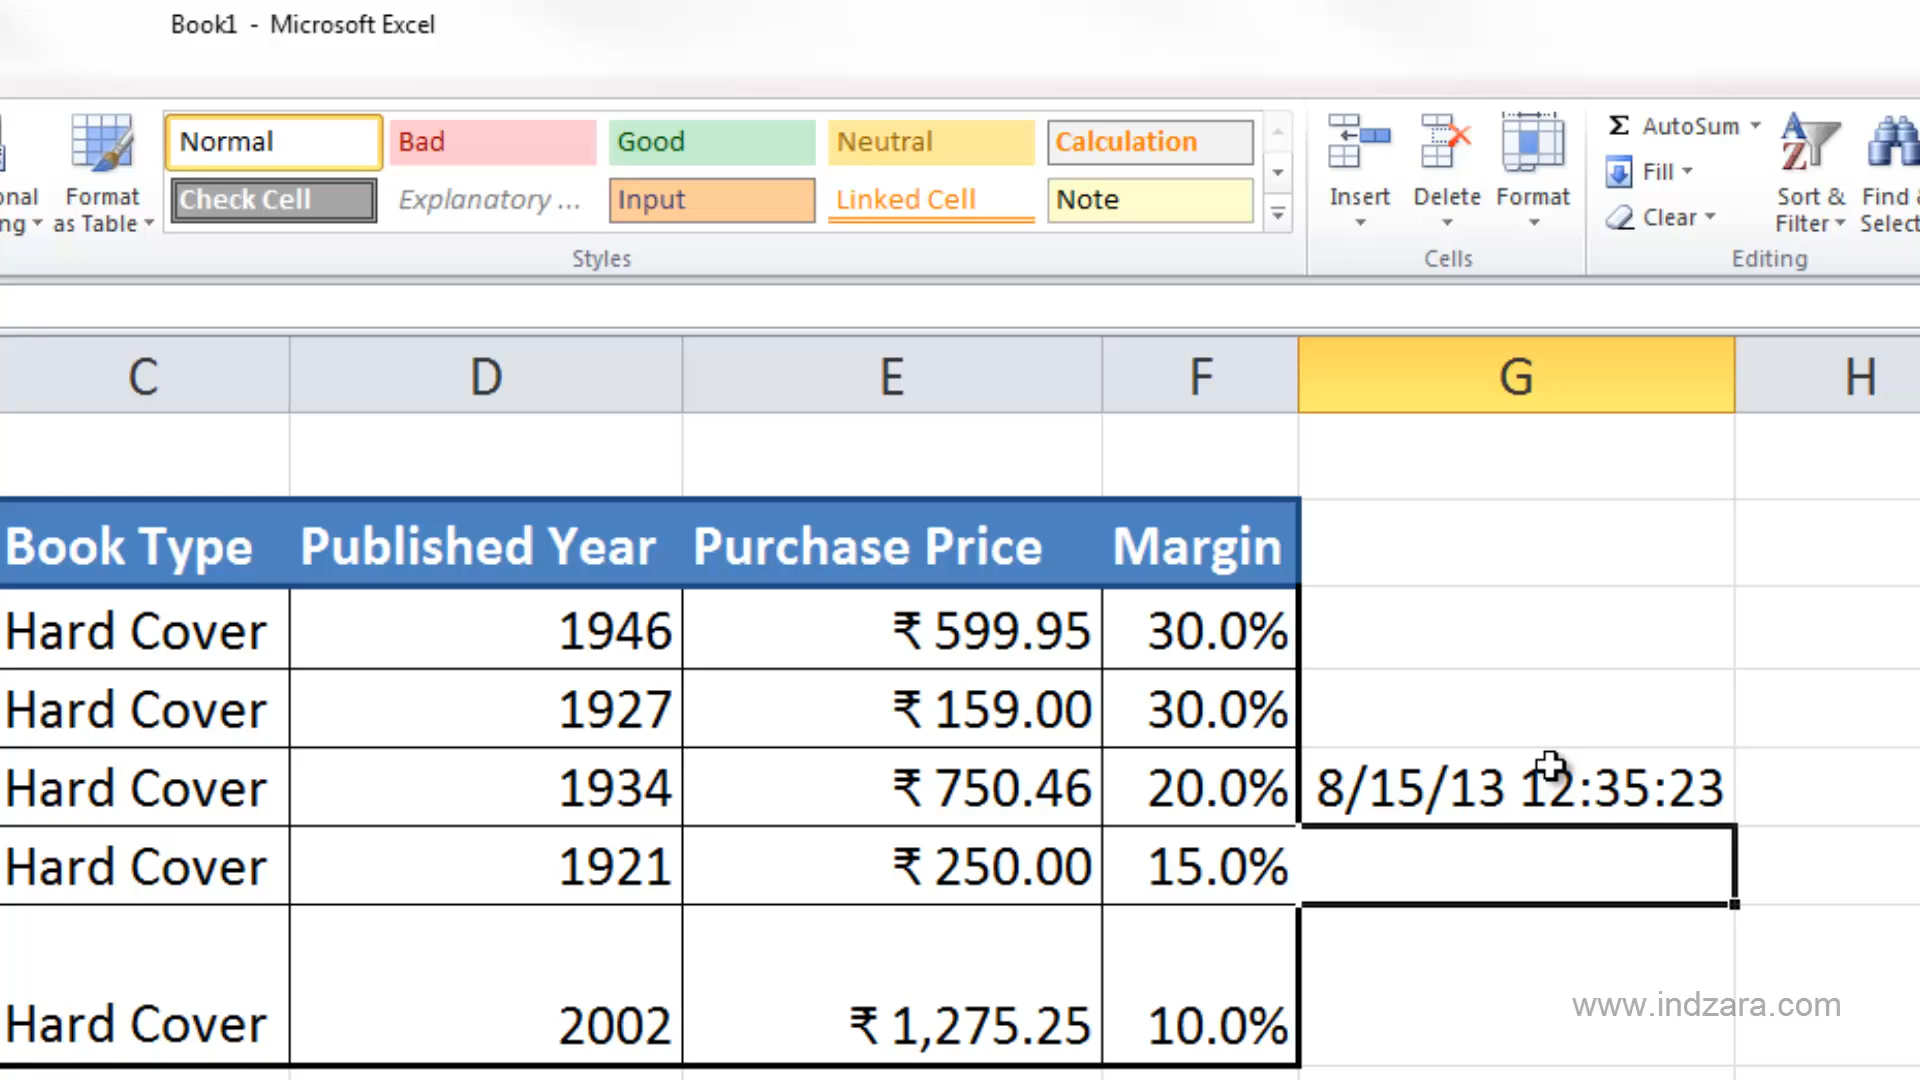 Book1 - Microsoft Excel
Normal Bad Good Neutral Calculation
Check Cell Explanatory ... Input Linked Cell Note
onal Format Insert Delete Format Σ AutoSum
ng as Table Fill
Sort & Find &
Clear Filter Select
Styles Cells Editing
C D E F G H
Book Type Published Year Purchase Price Margin
Hard Cover 1946 ₹ 599.95 30.0%
Hard Cover 1927 ₹ 159.00 30.0%
Hard Cover 1934 ₹ 750.46 20.0% 8/15/13 12:35:23
Hard Cover 1921 ₹ 250.00 15.0%
Hard Cover 2002 ₹ 1,275.25 10.0%
www.indzara.com